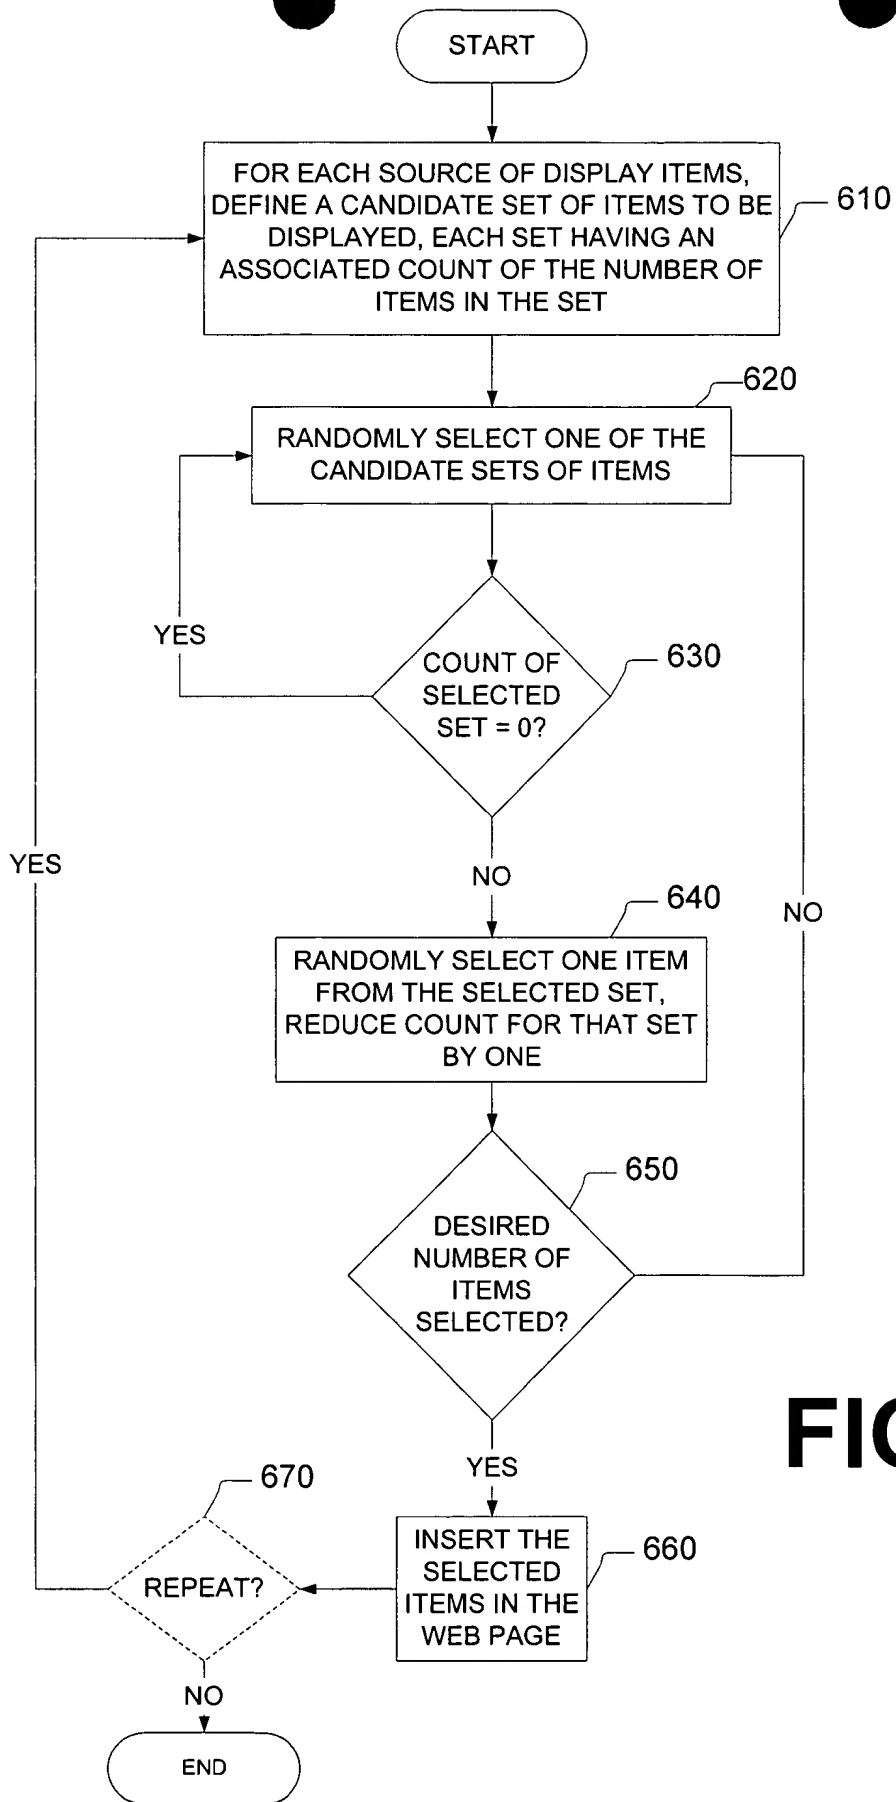 START
FOR EACH SOURCE OF DISPLAY ITEMS,
DEFINE A CANDIDATE SET OF ITEMS TO BE
DISPLAYED, EACH SET HAVING AN
ASSOCIATED COUNT OF THE NUMBER OF
ITEMS IN THE SET
610
620
RANDOMLY SELECT ONE OF THE
CANDIDATE SETS OF ITEMS
YES
COUNT OF
SELECTED
SET = 0?
630
YES
NO
640
NO
RANDOMLY SELECT ONE ITEM
FROM THE SELECTED SET,
REDUCE COUNT FOR THAT SET
BY ONE
650
DESIRED
NUMBER OF
ITEMS
SELECTED?
YES
670
REPEAT?
INSERT THE
SELECTED
ITEMS IN THE
WEB PAGE
660
NO
END